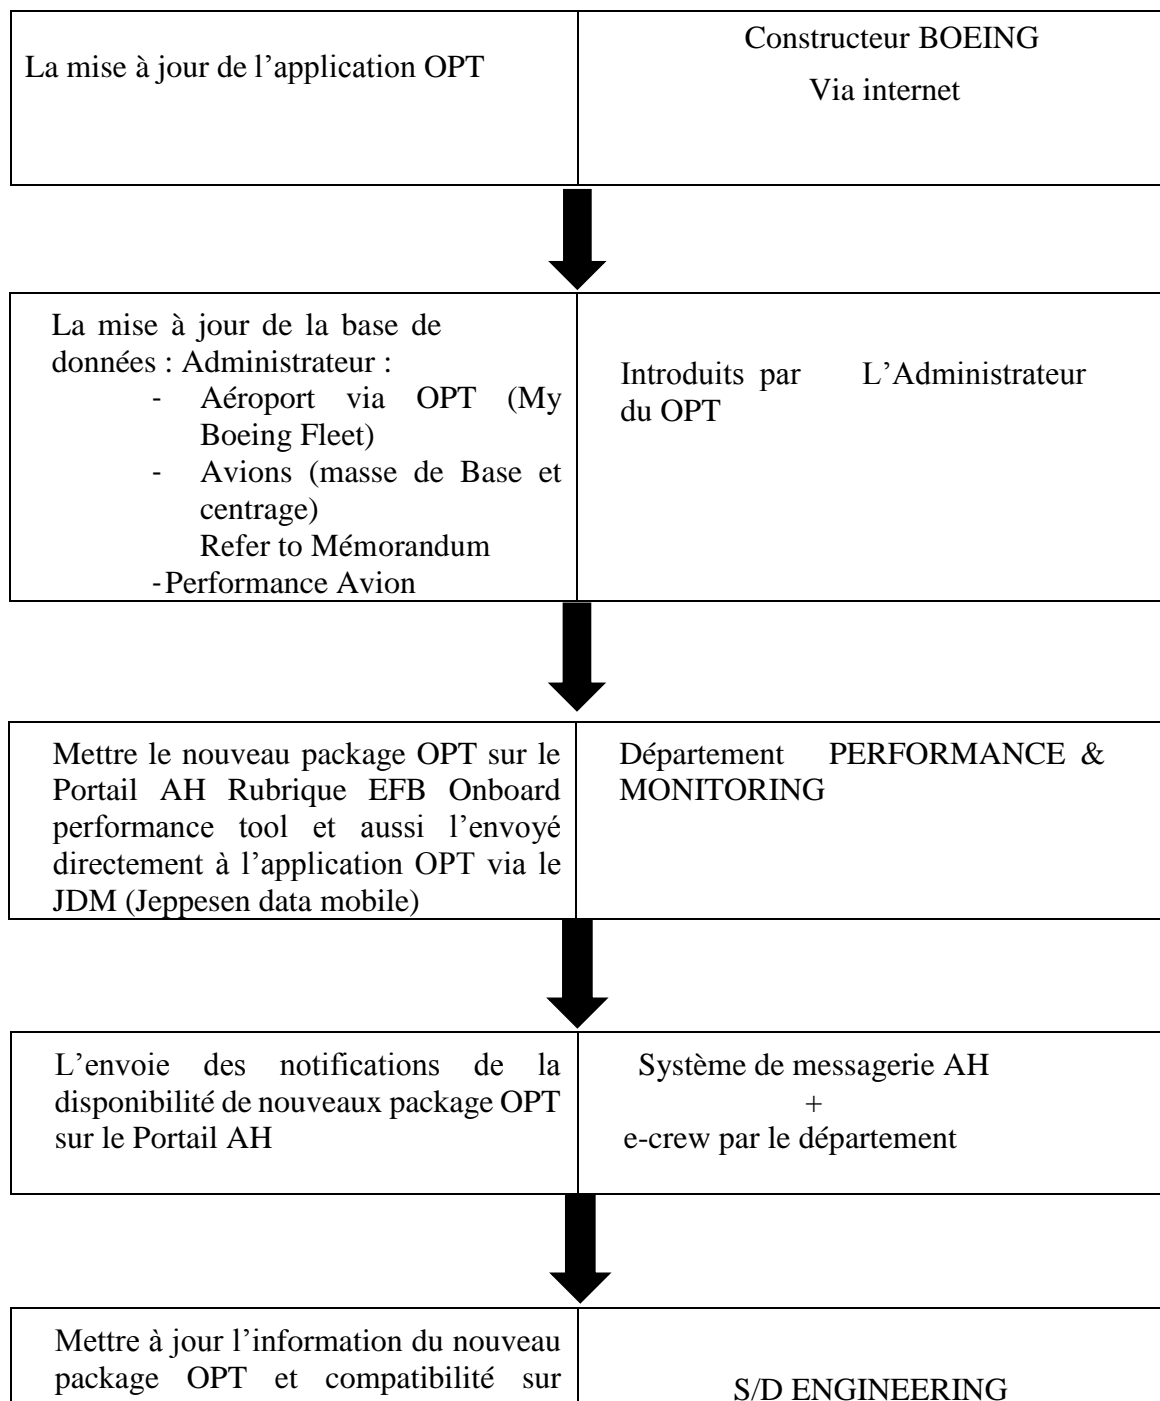 La mise à jour de l’application OPT
Constructeur BOEING
Via internet
La mise à jour de la base de
données : Administrateur :
- Aéroport via OPT (My
Boeing Fleet)
- Avions (masse de Base et
centrage)
Refer to Mémorandum
-Performance Avion
Introduits par L’Administrateur
du OPT
Mettre le nouveau package OPT sur le
Portail AH Rubrique EFB Onboard
performance tool et aussi l’envoyé
directement à l’application OPT via le
JDM (Jeppesen data mobile)
Département PERFORMANCE &
MONITORING
L’envoie des notifications de la
disponibilité de nouveaux package OPT
sur le Portail AH
Système de messagerie AH
+
e-crew par le département
Mettre à jour l’information du nouveau
package OPT et compatibilité sur
S/D ENGINEERING